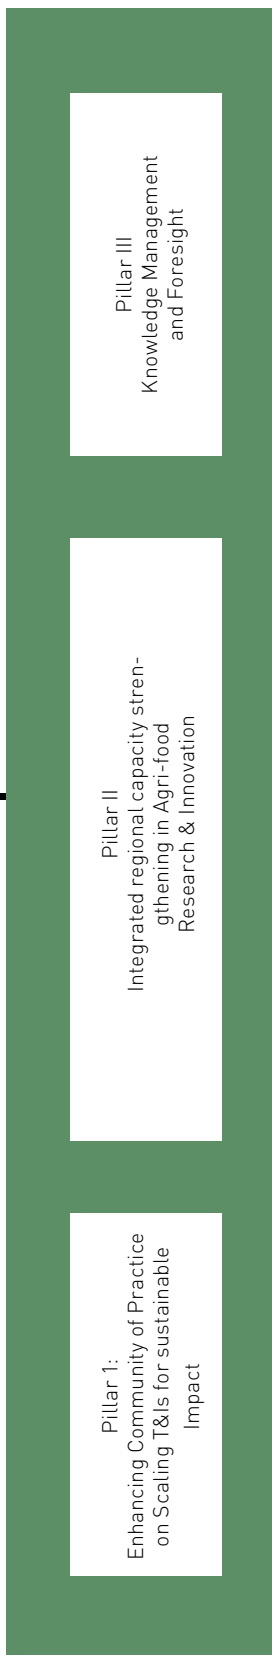 Pillar 1:
Enhancing Community of Practice
on Scaling T&Is for sustainable
Impact
Pillar II
Integrated regional capacity stren-
gthening in Agri-food
Research & Innovation
Pillar III
Knowledge Management
and Foresight